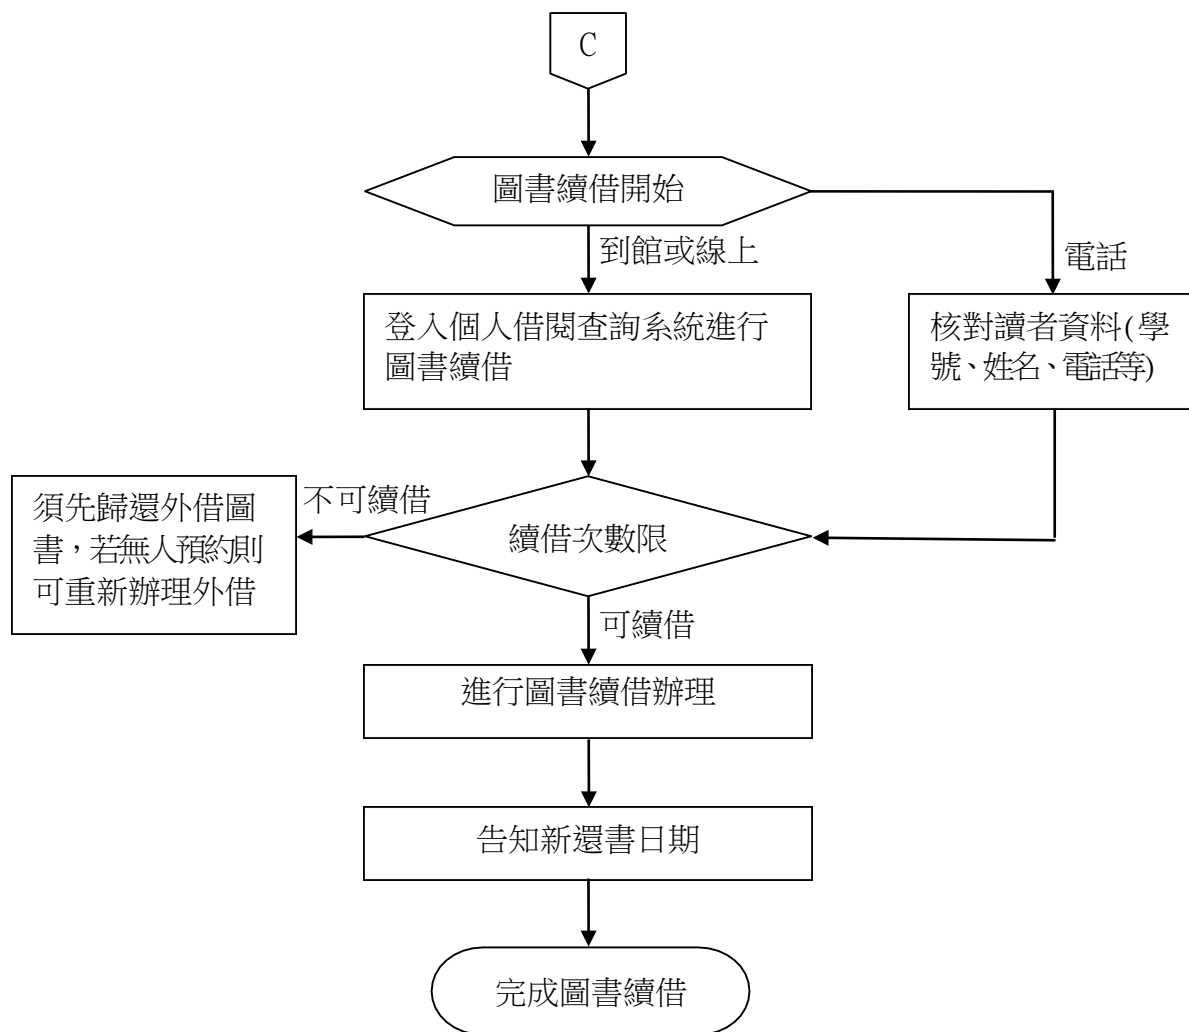 C
圖書續借開始
到館或線上
電話
登入個人借閱查詢系統進行
圖書續借
核對讀者資料(學
號、姓名、電話等)
不可續借
須先歸還外借圖
書，若無人預約則
可重新辦理外借
續借次數限
可續借
進行圖書續借辦理
告知新還書日期
完成圖書續借